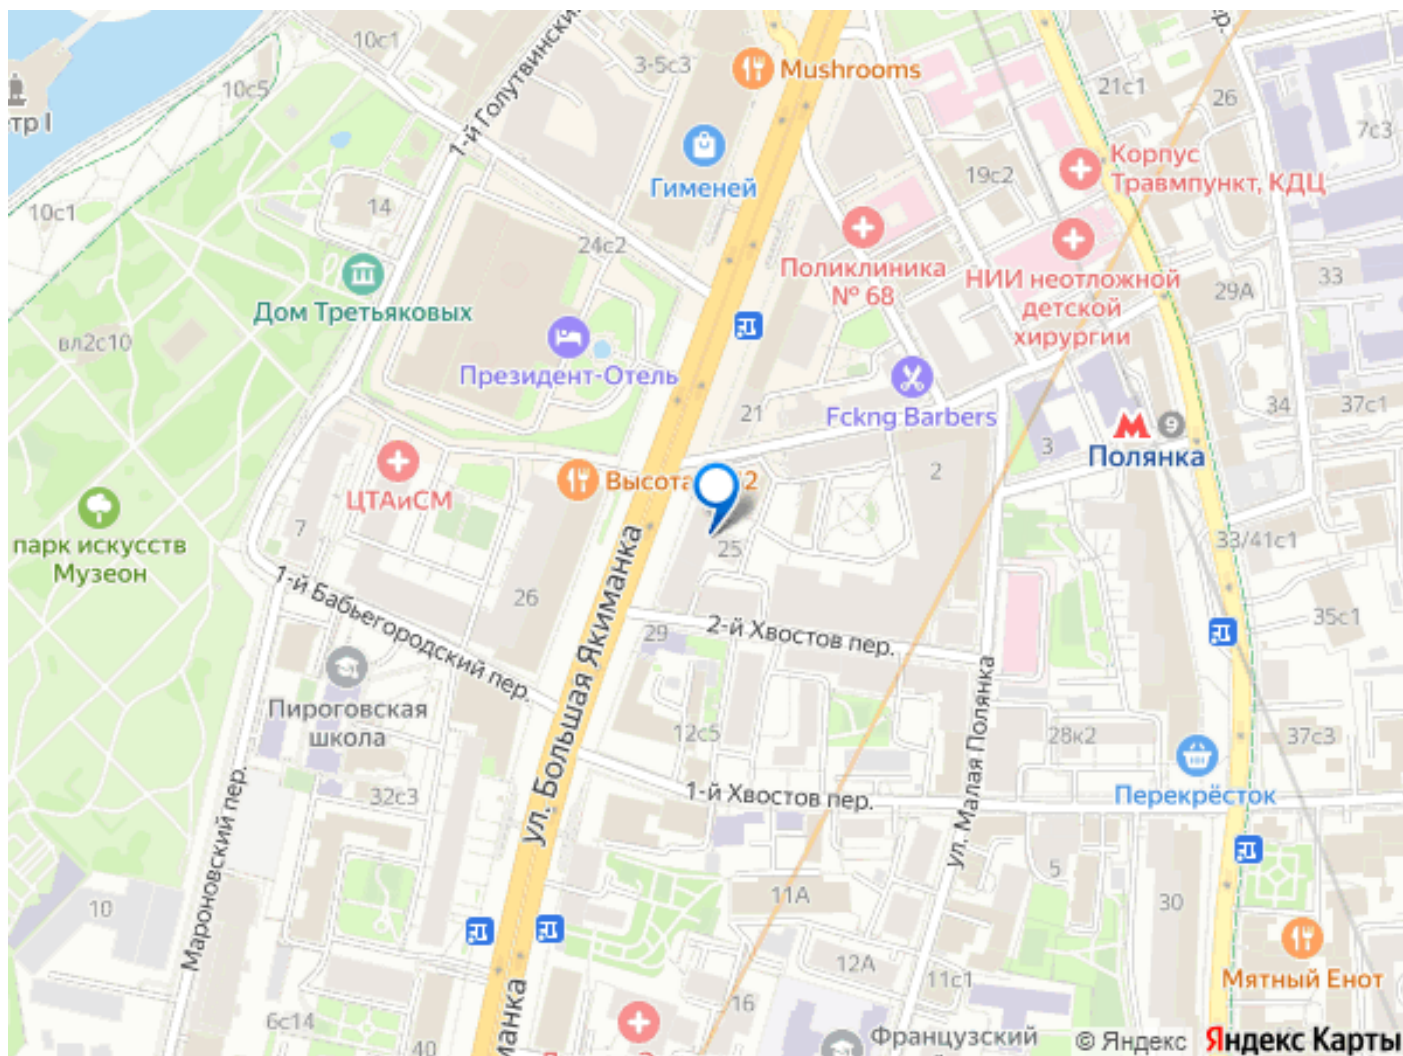 10с1
3-5с3
Mushrooms
пер.
21с1
26
10с5
1-й Голутвинский
7с3
тр I
Гименей
19с2
Корпус
Травмпункт, КДЦ
10с1
14
24с2
Поликлиника
№ 68
НИИ неотложной
детской
хирургии
33
29А
Дом Третьяковых
вл2с10
Президент-Отель
21
Fckng Barbers
34
37с1
3
9
Полянка
2
ЦТАиСМ
Высота 2
7
парк искусств
Музеон
25
33/41с1
1-й Бабьегородский пер.
26
ул. Большая Якиманка
29
2-й Хвостов пер.
35с1
Пироговская
школа
12с5
28к2
37с3
ул. Малая Полянка
32с3
1-й Хвостов пер.
Перекрёсток
Мароновский пер.
10
11А
5
30
12А
11с1
Мятный Енот
16
6с14
40
манка
Французский
© Яндекс Яндекс Карты